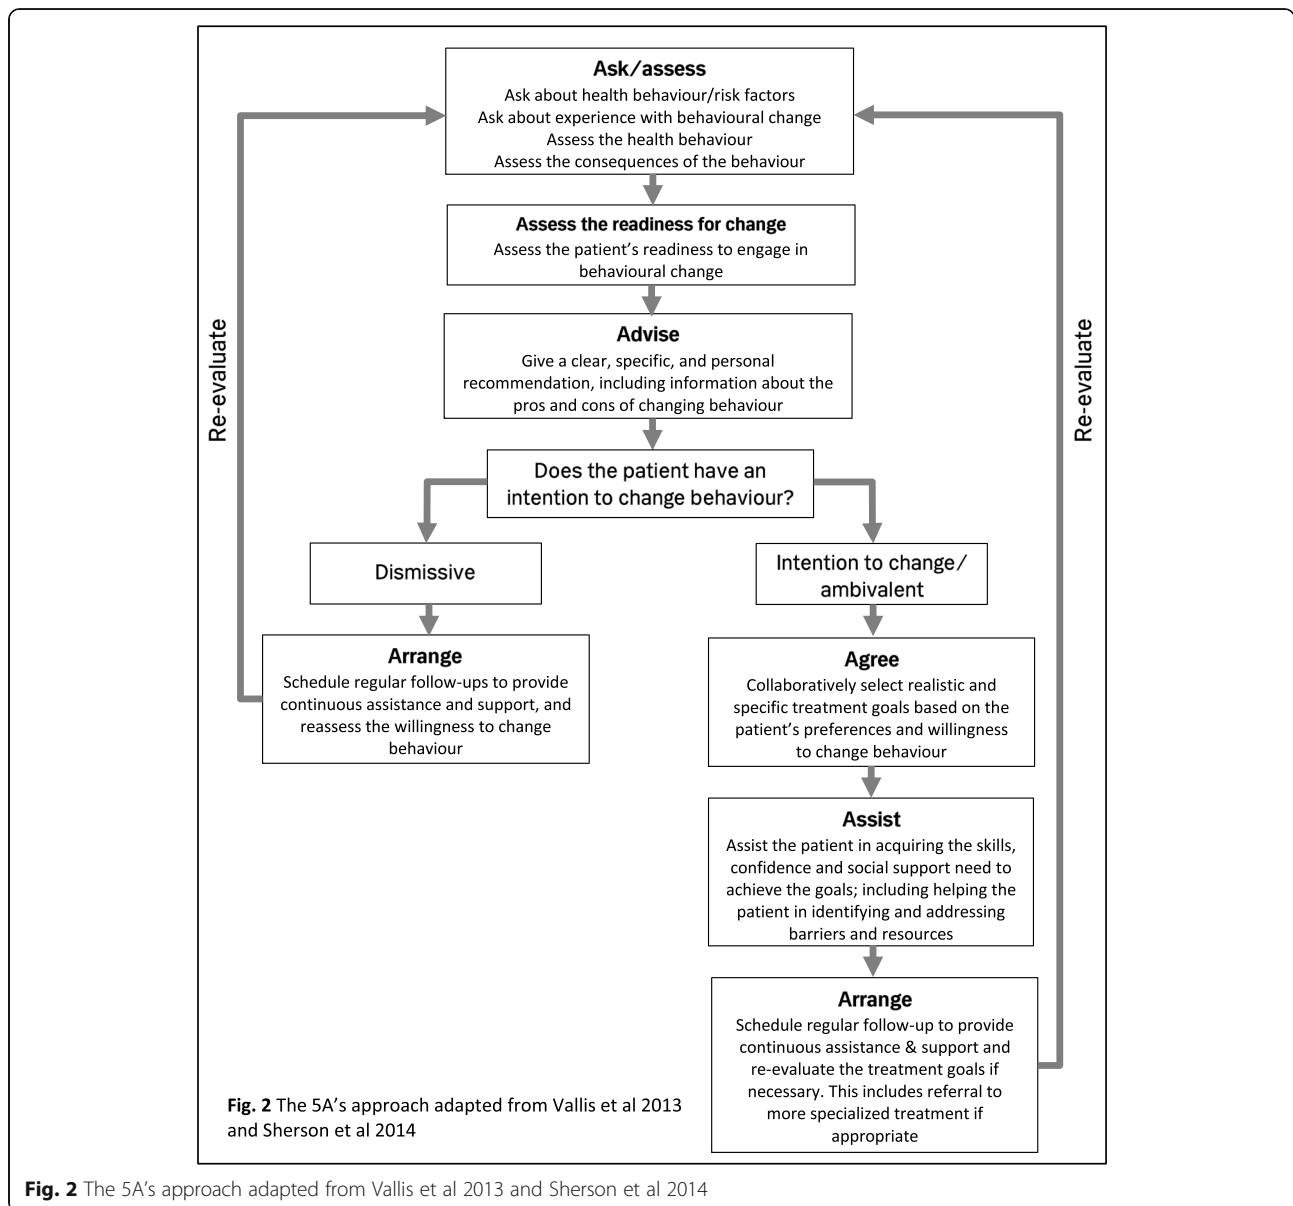 Ask/assess
Ask about health behaviour/risk factors
Ask about experience with behavioural change
Assess the health behaviour
Assess the consequences of the behaviour
Assess the readiness for change
Assess the patient’s readiness to engage in
behavioural change
Advise
Give a clear, specific, and personal
recommendation, including information about the
pros and cons of changing behaviour
Re-evaluate
Re-evaluate
Does the patient have an
intention to change behaviour?
Dismissive
Arrange
Schedule regular follow-ups to provide
continuous assistance and support, and
reassess the willingness to change
behaviour
Intention to change/
ambivalent
Agree
Collaboratively select realistic and
specific treatment goals based on the
patient’s preferences and willingness
to change behaviour
Assist
Assist the patient in acquiring the skills,
confidence and social support need to
achieve the goals; including helping the
patient in identifying and addressing
barriers and resources
Arrange
Schedule regular follow-up to provide
continuous assistance & support and
re-evaluate the treatment goals if
necessary. This includes referral to
more specialized treatment if
appropriate
Fig. 2 The 5A’s approach adapted from Vallis et al 2013
and Sherson et al 2014
Fig. 2 The 5A’s approach adapted from Vallis et al 2013 and Sherson et al 2014